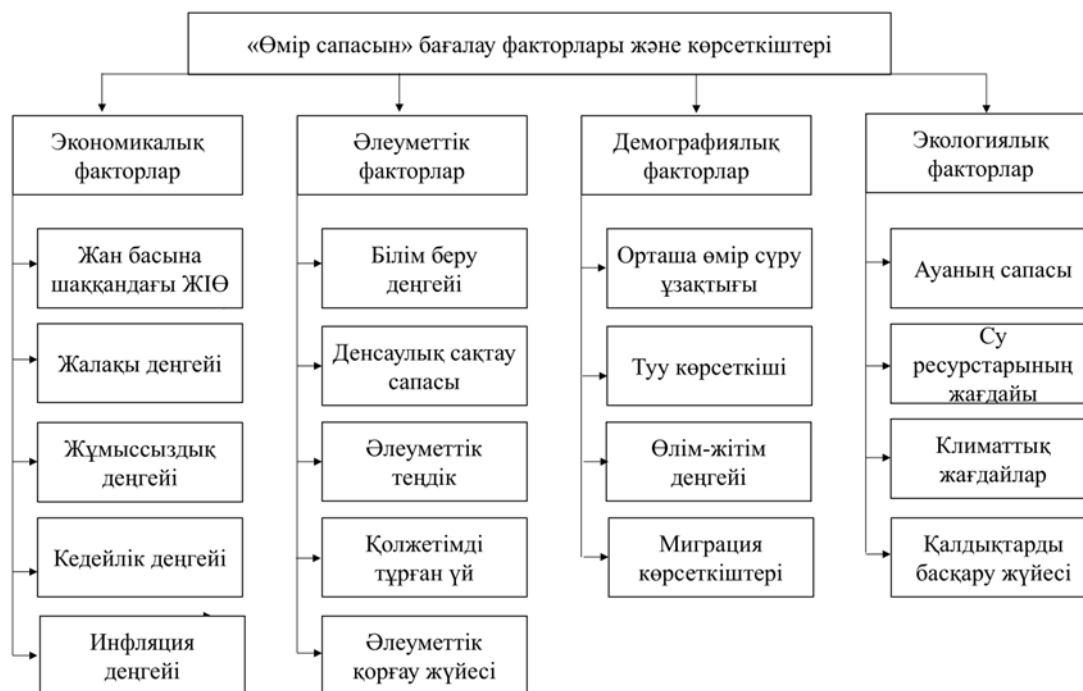 «Өмір сапасын» бағалау факторлары және көрсеткіштері
Экономикалық
факторлар
Жан басына
шаққандағы ЖІӨ
Жалақы деңгейі
Жұмыссыздық
деңгейі
Кедейлік деңгейі
Инфляция
деңгейі
Әлеуметтік
факторлар
Білім беру
деңгейі
Денсаулық сақтау
сапасы
Әлеуметтік
теңдік
Қолжетімді
тұрған үй
Әлеуметтік
қорғау жүйесі
Демографиялық
факторлар
Орташа өмір сүру
ұзақтығы
Туу көрсеткіші
Өлім-жітім
деңгейі
Миграция
көрсеткіштері
Экологиялық
факторлар
Ауаның сапасы
Су
ресурстарының
жағдайы
Климаттық
жағдайлар
Қалдықтарды
басқару жүйесі